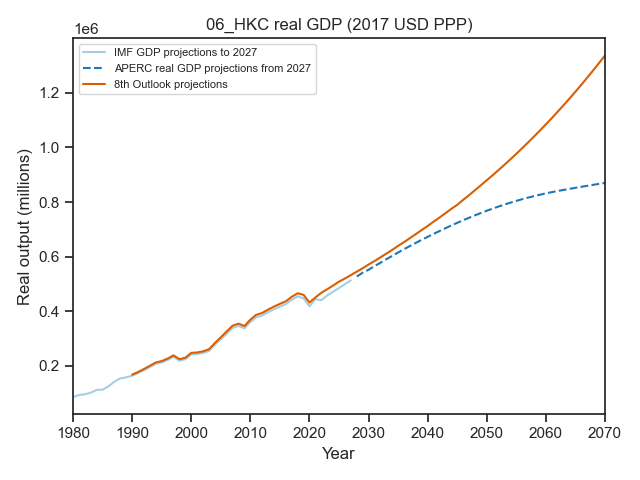 06_HKC real GDP (2017 USD PPP)
1e6
IMF GDP projections to 2027
APERC real GDP projections from 2027
8th Outlook projections
Real output (millions)
1.2
1.0
0.8
0.6
0.4
0.2
1980 1990 2000 2010 2020 2030 2040 2050 2060 2070
Year